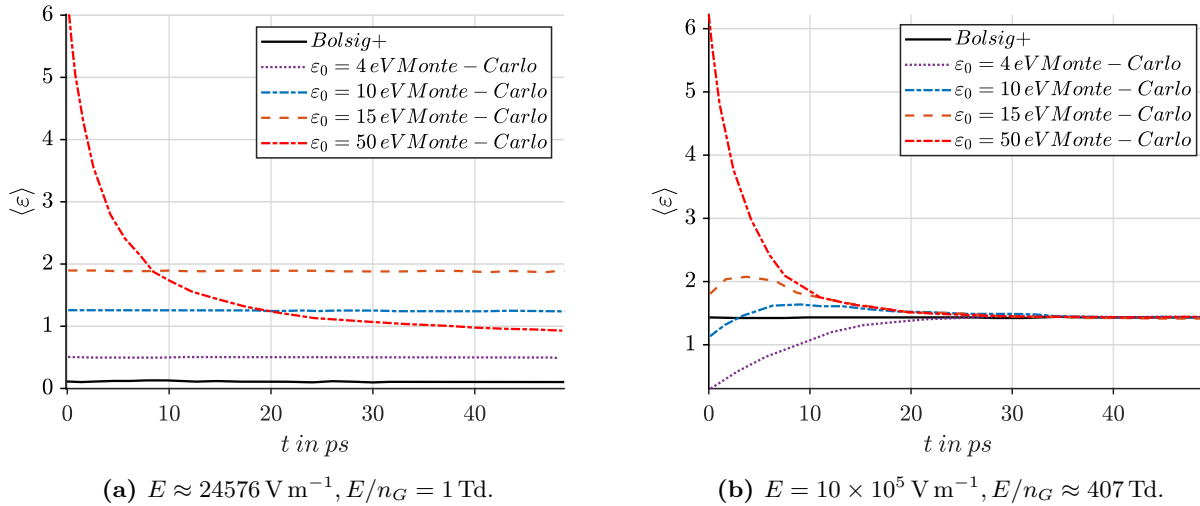 6
5
4
3
2
1
0
⟨ε⟩
0 10 20 30 40
t in ps
Bolsig+
ε₀ = 4 eV Monte − Carlo
ε₀ = 10 eV Monte − Carlo
ε₀ = 15 eV Monte − Carlo
ε₀ = 50 eV Monte − Carlo
(a) E ≈ 24576 V m⁻¹, E/n_G = 1 Td.
6
5
4
3
2
1
⟨ε⟩
0 10 20 30 40
t in ps
Bolsig+
ε₀ = 4 eV Monte − Carlo
ε₀ = 10 eV Monte − Carlo
ε₀ = 15 eV Monte − Carlo
ε₀ = 50 eV Monte − Carlo
(b) E = 10 × 10⁵ V m⁻¹, E/n_G ≈ 407 Td.